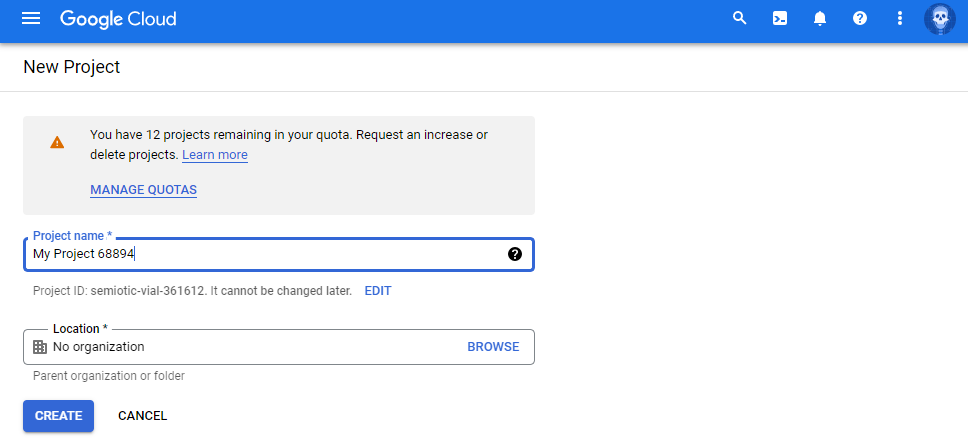 Google Cloud
New Project
You have 12 projects remaining in your quota. Request an increase or
delete projects. Learn more
MANAGE QUOTAS
Project name *
My Project 68894
Project ID: semiotic-vial-361612. It cannot be changed later. EDIT
Location *
No organization BROWSE
Parent organization or folder
CREATE CANCEL